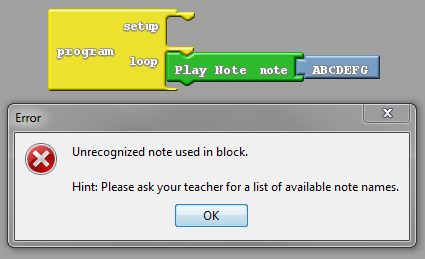 setup
program
loop
Play Note note ABCDEFG
Error
Unrecognized note used in block.
Hint: Please ask your teacher for a list of available note names.
OK